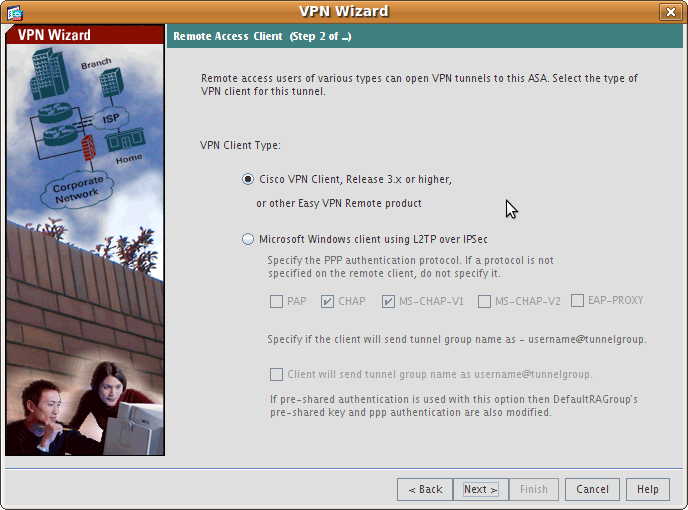 VPN Wizard
VPN Wizard
Branch
ISP
Home
Corporate
Network
Remote Access Client (Step 2 of ...)
Remote access users of various types can open VPN tunnels to this ASA. Select the type of
VPN client for this tunnel.
VPN Client Type:
Cisco VPN Client, Release 3.x or higher,
or other Easy VPN Remote product
Microsoft Windows client using L2TP over IPSec
Specify the PPP authentication protocol. If a protocol is not
specified on the remote client, do not specify it.
PAP CHAP MS-CHAP-V1 MS-CHAP-V2 EAP-PROXY
Specify if the client will send tunnel group name as - username@tunnelgroup.
Client will send tunnel group name as username@tunnelgroup.
If pre-shared authentication is used with this option then DefaultRAGroup's
pre-shared key and ppp authentication are also modified.
< Back Next > Finish Cancel Help